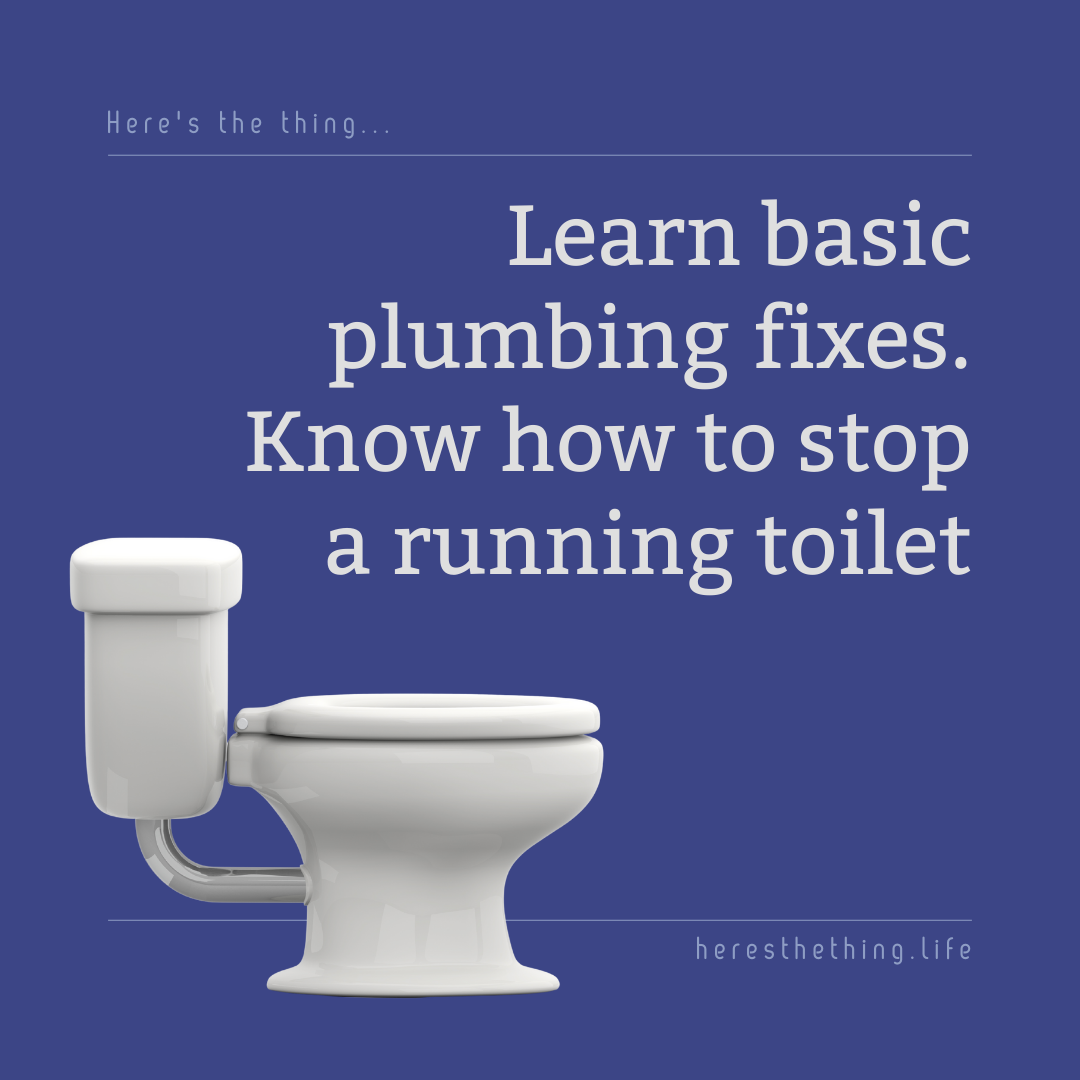 Here's the thing...
Learn basic
plumbing fixes.
Know how to stop
a running toilet
heresthething.life